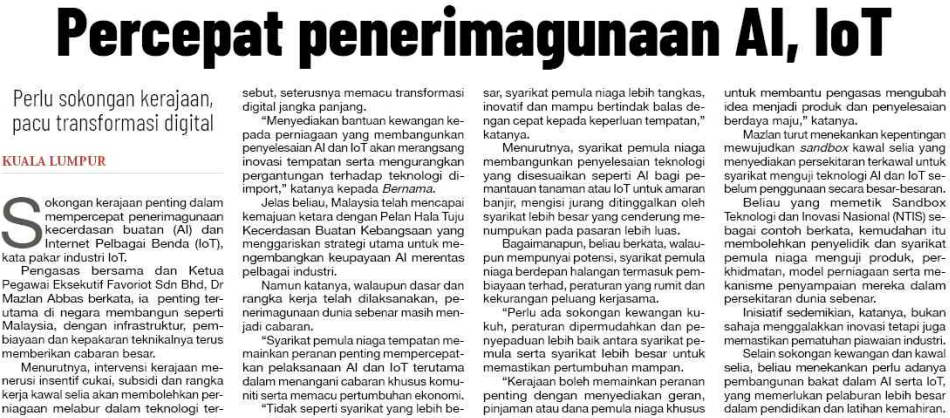 Percepat penerimagunaan AI, IoT
Perlu sokongan kerajaan,
pacu transformasi digital
KUALA LUMPUR
Sokongan kerajaan penting dalam
mempercepat penerimagunaan
kecerdasan buatan (AI) dan
Internet Pelbagai Benda (IoT),
kata pakar industri IoT.
Pengasas bersama dan Ketua
Pegawai Eksekutif Favoriot Sdn Bhd, Dr
Mazlan Abbas berkata, ia penting ter-
utama di negara membangun seperti
Malaysia, dengan infrastruktur, pem-
biayaan dan kepakaran teknikalnya terus
memberikan cabaran besar.
Menurutnya, intervensi kerajaan me-
nerusi insentif cukai, subsidi dan rangka
kerja kawal selia akan membolehkan per-
niagaan melabur dalam teknologi ter-
sebut, seterusnya memacu transformasi
digital jangka panjang.
“Menyediakan bantuan kewangan ke-
pada perniagaan yang membangunkan
penyelesaian AI dan IoT akan merangsang
inovasi tempatan serta mengurangkan
pergantungan terhadap teknologi di-
import,” katanya kepada Bernama.
Jelas beliau, Malaysia telah mencapai
kemajuan ketara dengan Pelan Hala Tuju
Kecerdasan Buatan Kebangsaan yang
menggariskan strategi utama untuk me-
ngembangkan keupayaan AI merentas
pelbagai industri.
Namun katanya, walaupun dasar dan
rangka kerja telah dilaksanakan, pe-
nerimagunaan dunia sebenar masih men-
jadi cabaran.
“Syarikat pemula niaga tempatan me-
mainkan peranan penting mempercepat-
kan pelaksanaan AI dan IoT terutama
dalam menangani cabaran khusus komu-
niti serta memacu pertumbuhan ekonomi.
“Tidak seperti syarikat yang lebih be-
sar, syarikat pemula niaga lebih tangkas,
inovatif dan mampu bertindak balas de-
ngan cepat kepada keperluan tempatan,”
katanya.
Menurutnya, syarikat pemula niaga
membangunkan penyelesaian teknologi
yang disesuaikan seperti AI bagi pe-
mantauan tanaman atau IoT untuk amaran
banjir, mengisi jurang ditinggalkan oleh
syarikat lebih besar yang cenderung me-
numpukan pada pasaran lebih luas.
Bagaimanapun, beliau berkata, walau-
pun mempunyai potensi, syarikat pemula
niaga berdepan halangan termasuk pem-
biayaan terhad, peraturan yang rumit dan
kekurangan peluang kerjasama.
“Perlu ada sokongan kewangan ku-
kuh, peraturan dipermudahkan dan pe-
nyepaduan lebih baik antara syarikat pe-
mula serta syarikat lebih besar untuk
memastikan pertumbuhan mampan.
“Kerajaan boleh memainkan peranan
penting dengan menyediakan geran,
pinjaman atau dana pemula niaga khusus
untuk membantu pengasas mengubah
idea menjadi produk dan penyelesaian
berdaya maju,” katanya.
Mazlan turut menekankan kepentingan
mewujudkan sandbox kawal selia yang
menyediakan persekitaran terkawal untuk
syarikat menguji teknologi AI dan IoT se-
belum penggunaan secara besar-besaran.
Beliau yang memetik Sandbox
Teknologi dan Inovasi Nasional (NTIS) se-
bagai contoh berkata, kemudahan itu
membolehkan penyelidik dan syarikat
pemula niaga menguji produk, per-
khidmatan, model perniagaan serta me-
kanisme penyampaian mereka dalam
persekitaran dunia sebenar.
Inisiatif sedemikian, katanya, bukan
sahaja menggalakkan inovasi tetapi juga
memastikan pematuhan piawaian industri.
Selain sokongan kewangan dan kawal
selia, beliau menekankan perlu adanya
pembangunan bakat dalam AI serta IoT,
yang memerlukan pelaburan lebih besar
dalam pendidikan dan latihan kemahiran.